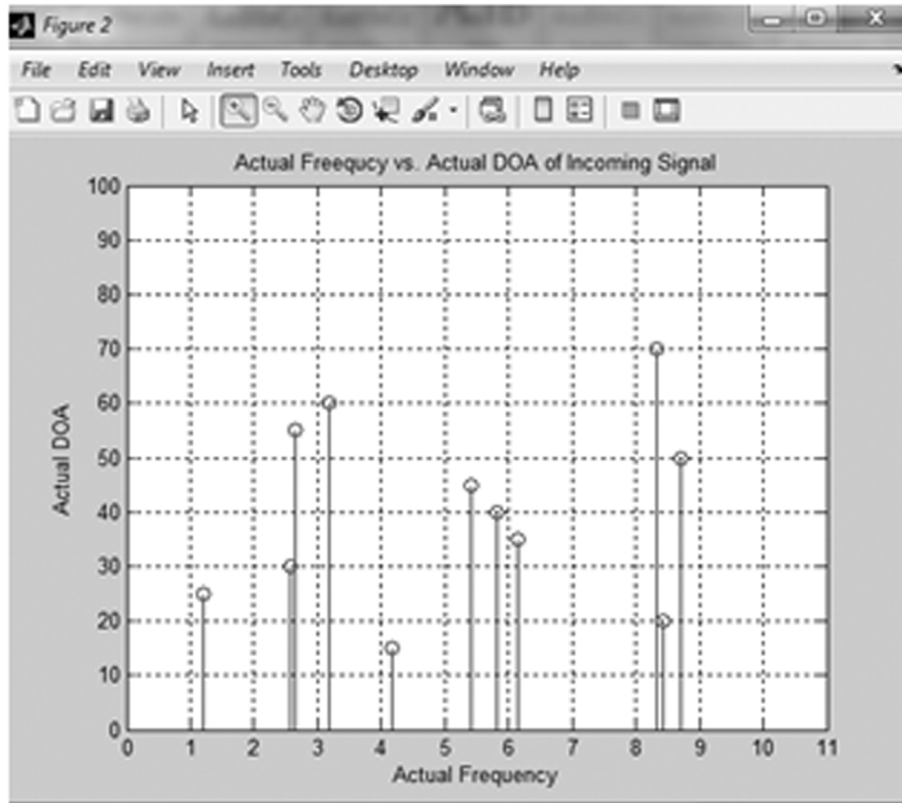 Figure 2
File Edit View Insert Tools Desktop Window Help
Actual Freequcy vs. Actual DOA of Incoming Signal
100
90
80
70
60
50
40
30
20
10
0
Actual DOA
0 1 2 3 4 5 6 7 8 9 10 11
Actual Frequency